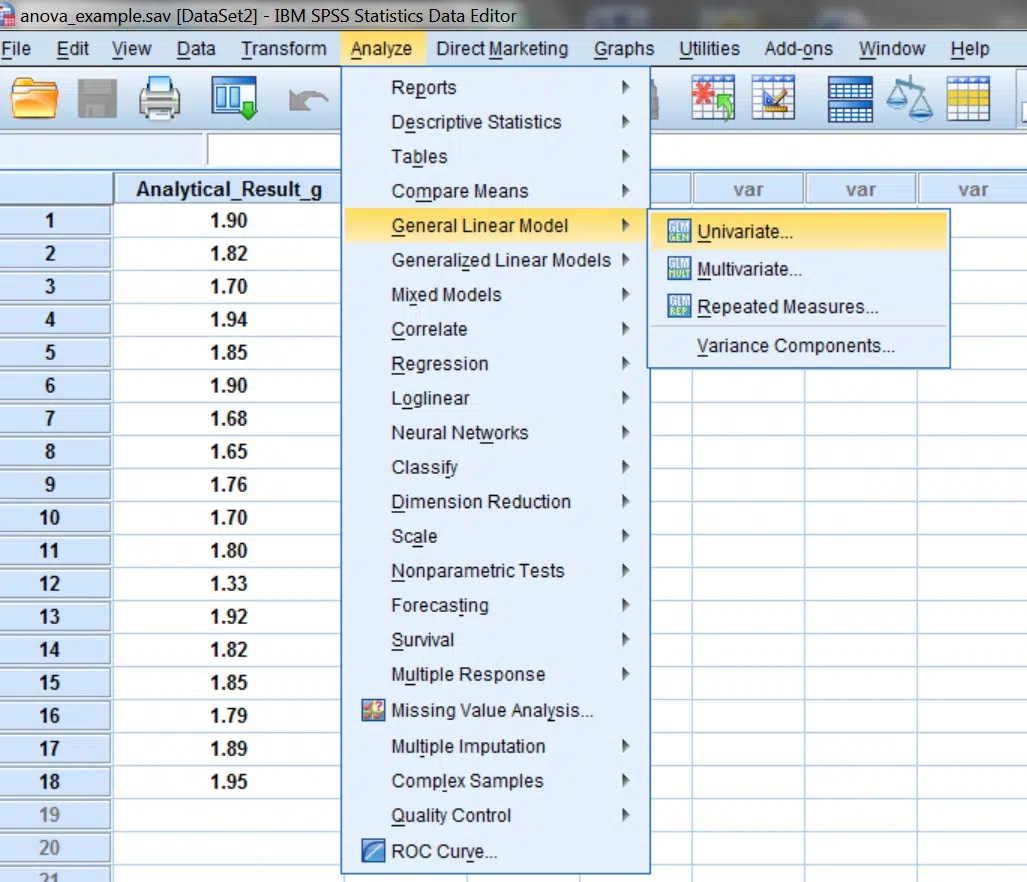 anova_example.sav [DataSet2] - IBM SPSS Statistics Data Editor
File Edit View Data Transform Analyze Direct Marketing Graphs Utilities Add-ons Window Help
Reports
Descriptive Statistics
Tables
Compare Means
General Linear Model
Generalized Linear Models
Mixed Models
Correlate
Regression
Loglinear
Neural Networks
Classify
Dimension Reduction
Scale
Nonparametric Tests
Forecasting
Survival
Multiple Response
Missing Value Analysis...
Multiple Imputation
Complex Samples
Quality Control
ROC Curve...
GLM
GEN
Univariate...
GLM
MULT
Multivariate...
GLM
REP
Repeated Measures...
Variance Components...
Analytical_Result_g var var var
1 1.90
2 1.82
3 1.70
4 1.94
5 1.85
6 1.90
7 1.68
8 1.65
9 1.76
10 1.70
11 1.80
12 1.33
13 1.92
14 1.82
15 1.85
16 1.79
17 1.89
18 1.95
19
20
21